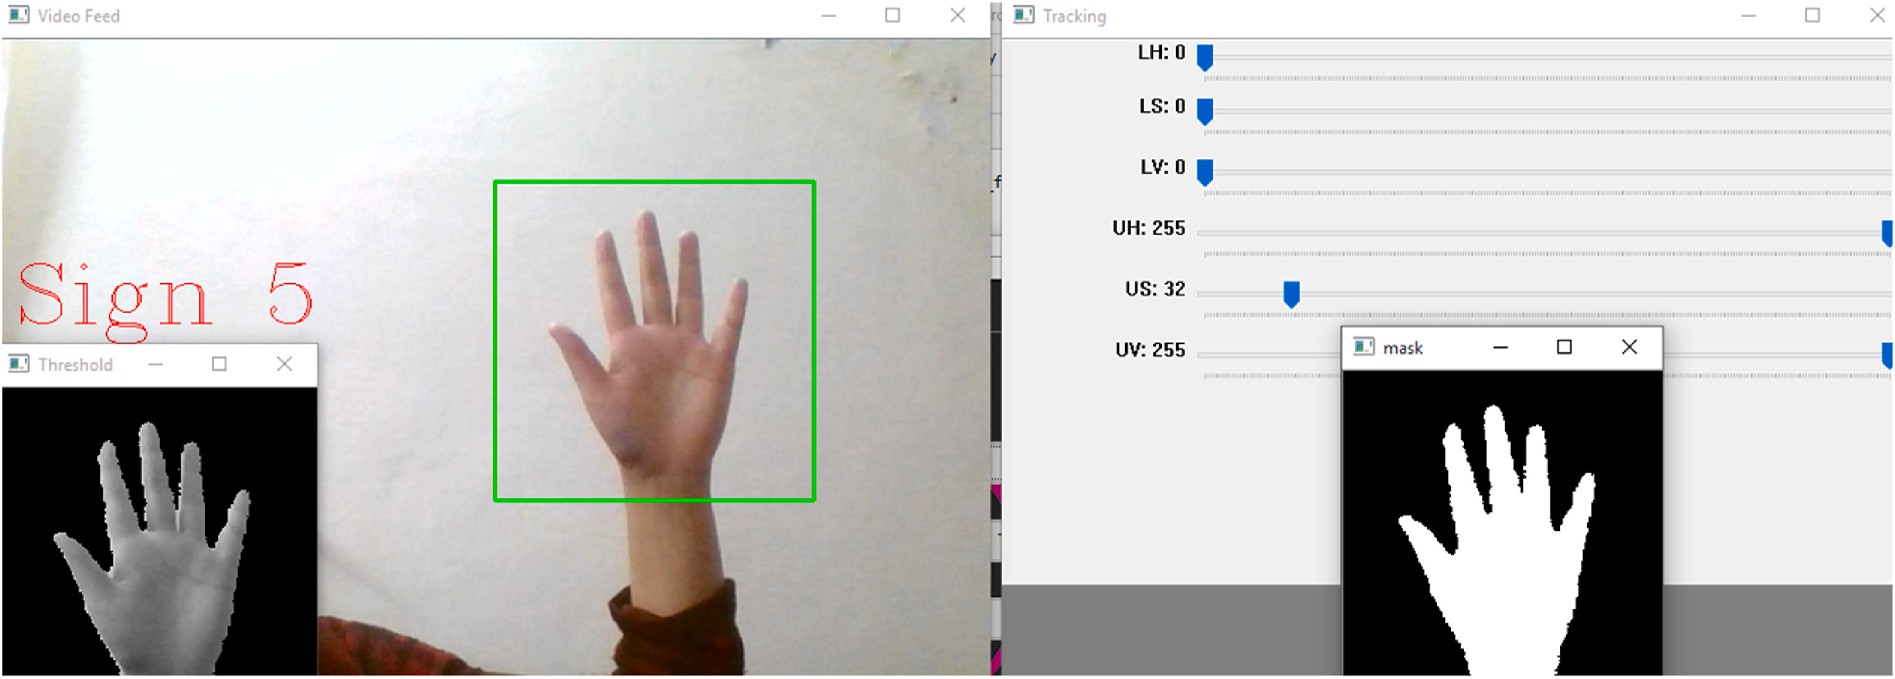 Video Feed
Sign 5
Threshold
Tracking
LH: 0
LS: 0
LV: 0
UH: 255
US: 32
UV: 255
mask